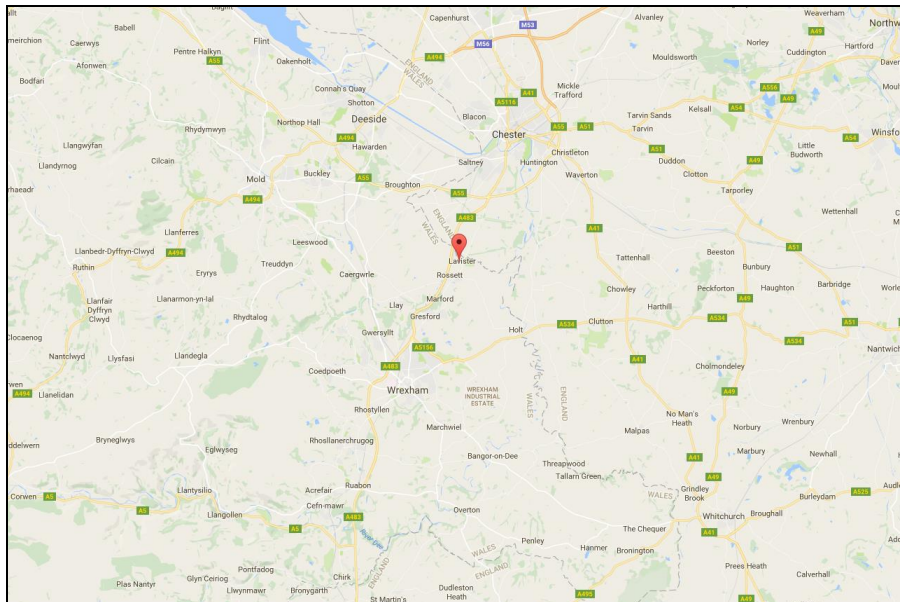 Bagillt
M53
Alvanley
Weaverham
Babell
Capenhurst
A49
Northw
Caerwys
Flint
M56
Norley
Hartford
Pentre Halkyn
A494
Cuddington
Afonwen
A55
Oakenholt
ENGLAND
WALES
Mouldsworth
Bodfari
Connah's Quay
A41
Mickle
Trafford
A556
A49
Shotton
A5116
Kelsall
A54
Northop Hall
Deeside
Blacon
Tarvin Sands
Rhydymwyn
A494
Chester
A55
A51
Tarvin
A54
Winsfo
Llangwyfan
Hawarden
Little
Budworth
Llandyrnog
Cilcain
Saltney
Huntington
Christleton
A51
Duddon
A49
Mold
Buckley
A55
Broughton
A55
Waverton
Clotton
Tarporley
A494
ENGLAND
WALES
A483
Wettenhall
Llanferres
A41
Leeswood
A51
Llanbedr-Dyffryn-Clwyd
A494
Lavister
Tattenhall
Beeston
Ruthin
Eryrys
Treuddyn
Caergwrle
Rossett
Bunbury
Llanfair
Dyffryn
Clwyd
Llanarmon-yn-Ial
Llay
Marford
Chowley
Peckforton
Haughton
Barbridge
Rhydtalog
Gresford
Harthill
A49
Clocaenog
Gwersyllt
Holt
A534
Clutton
A534
A51
Nantclwyd
Llysfasi
Llandegla
A5156
A534
Nantwich
A483
A41
Cholmondeley
Coedpoeth
Wrexham
WREXHAM
INDUSTRIAL
ESTATE
ENGLAND
WALES
A49
A494
Llanelidan
Rhostyllen
No Man's
Heath
Marchwiel
Malpas
Norbury
Wrenbury
Bryneglwys
Rhosllanerchrugog
Eglwyseg
Bangor-on-Dee
A41
Marbury
Newhall
Threapwood
Tallarn Green
A49
Corwen
A5
Llantysilio
Acrefair
Ruabon
WALES
Grindley
Brook
Burleydam
A525
A5
Cefn-mawr
Overton
Whitchurch
Broughall
Llangollen
A5
A483
River Dee
The Chequer
A41
Penley
Hanmer
Bronington
WALES
ENGLAND
Prees Heath
Pontfadog
Chirk
Calverhall
Plas Nantyr
Glyn Ceiriog
Llwynmawr
Bronygarth
St Martin's
Dudleston
Heath
ENGLAND
A495
A49